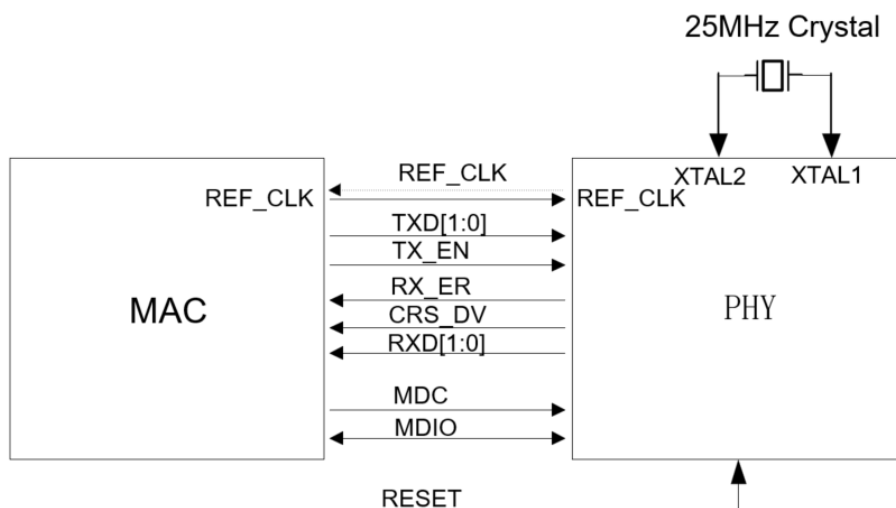 25MHz Crystal
XTAL2 XTAL1
REF_CLK
REF_CLK REF_CLK
TXD[1:0]
TX_EN
RX_ER
CRS_DV
RXD[1:0]
MAC
PHY
MDC
MDIO
RESET